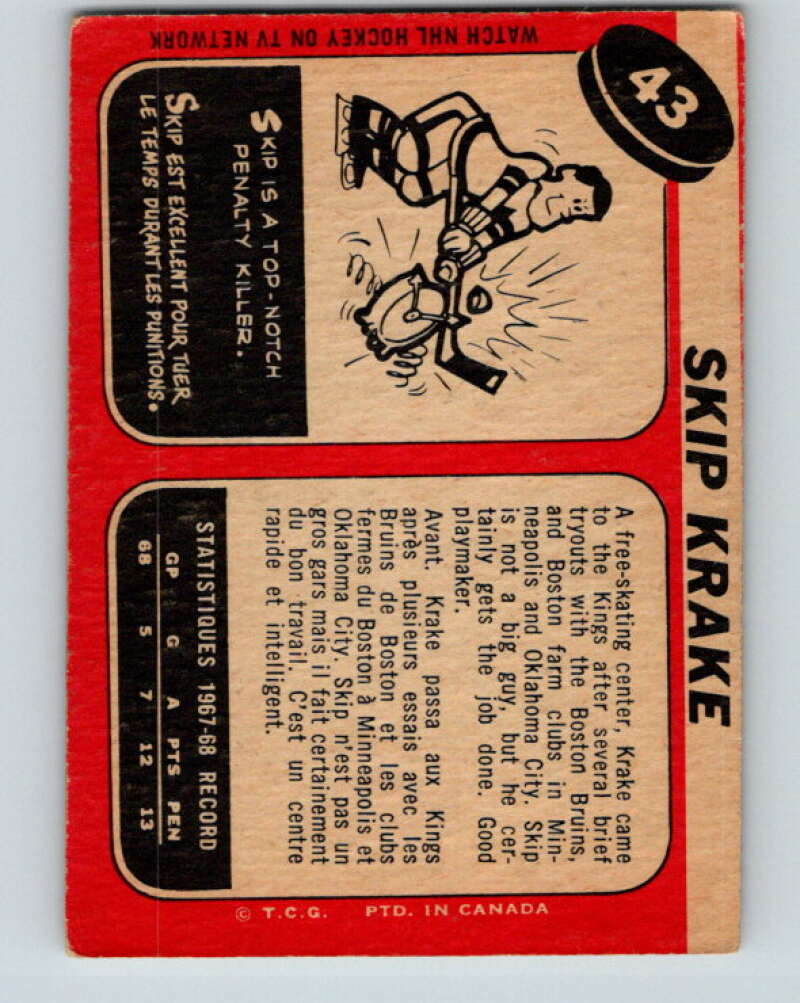 43
SKIP KRAKE
WATCH NHL HOCKEY ON TV NETWORK
SKIP IS A TOP-NOTCH
PENALTY KILLER.
SKIP EST EXCELLENT POUR TUER
LE TEMPS DURANT LES PUNITIONS.
A free-skating center, Krake came
to the Kings after several brief
tryouts with the Boston Bruins,
and Boston farm clubs in Min-
neapolis and Oklahoma City. Skip
is not a big guy, but he cer-
tainly gets the job done. Good
playmaker.
Avant. Krake passa aux Kings
après plusieurs essais avec les
Bruins de Boston et les clubs
fermes du Boston à Minneapolis et
Oklahoma City. Skip n'est pas un
gros gars mais il fait certainement
du bon travail. C'est un centre
rapide et intelligent.
STATISTIQUES 1967-68 RECORD
GP G A PTS PEN
68 5 7 12 13
© T.C.G. PTD. IN CANADA